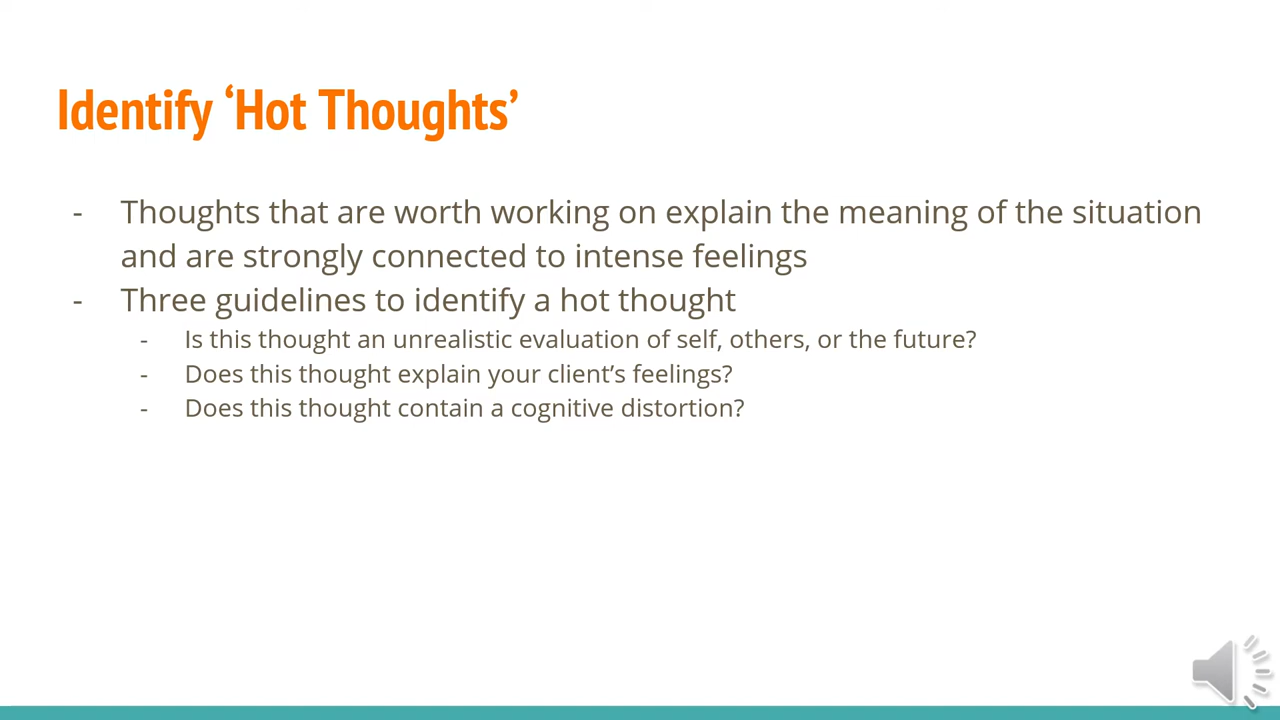 Identify ‘Hot Thoughts’
- Thoughts that are worth working on explain the meaning of the situation
and are strongly connected to intense feelings
- Three guidelines to identify a hot thought
- Is this thought an unrealistic evaluation of self, others, or the future?
- Does this thought explain your client’s feelings?
- Does this thought contain a cognitive distortion?